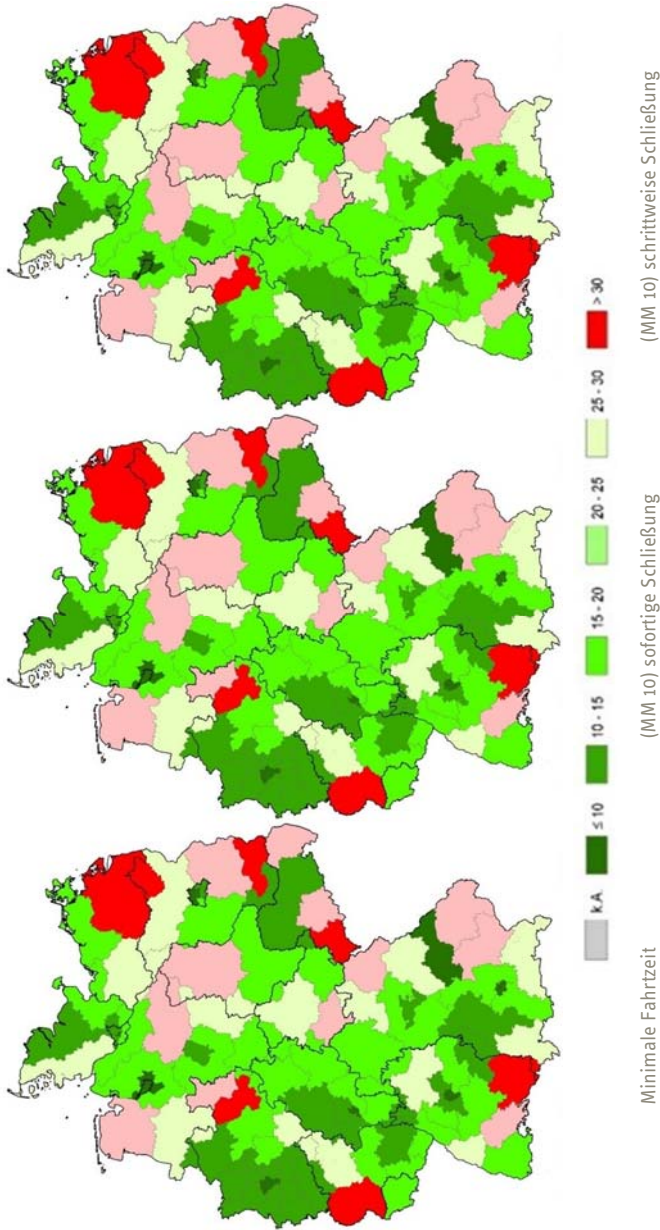 Minimale Fahrtzeit
(MM 10) sofortige Schließung
(MM 10) schrittweise Schließung
k.A.
≤ 10
10 - 15
15 - 20
20 - 25
25 - 30
> 30